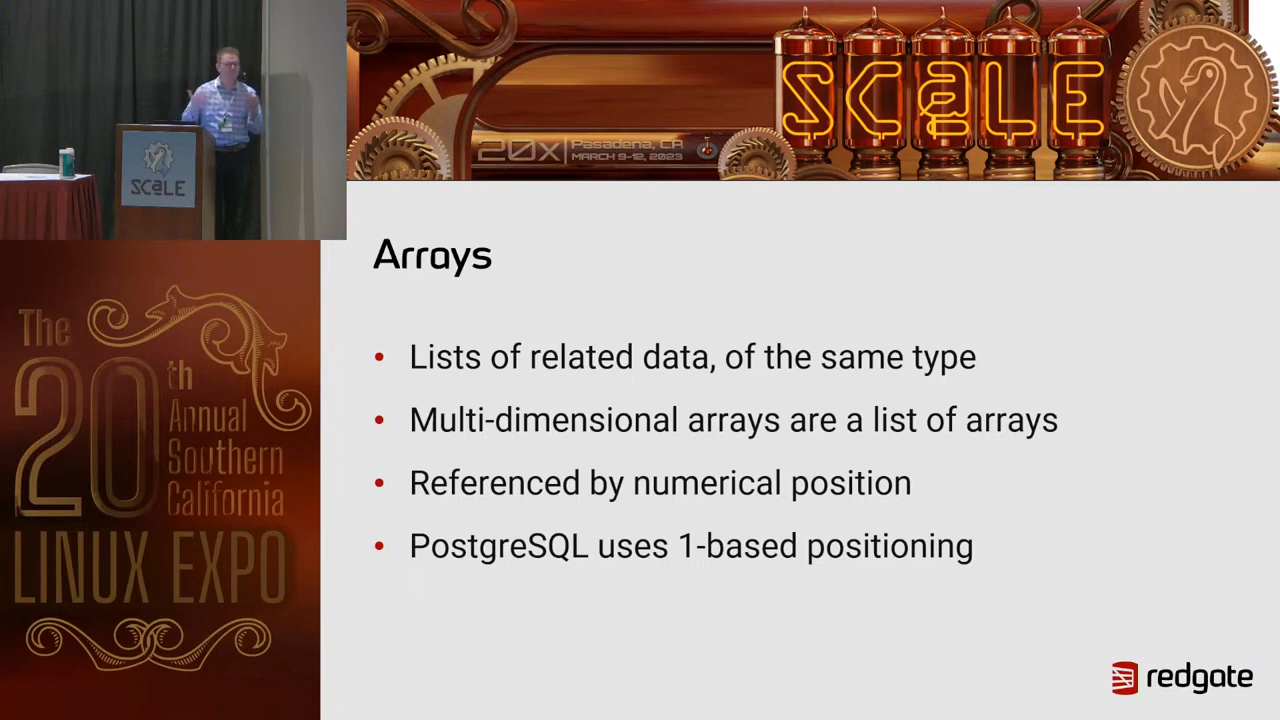 SCaLE
20x
Pasadena, CA
MARCH 9-12, 2023
SCaLE
The
20th
Annual
Southern
California
LINUX EXPO
Arrays
• Lists of related data, of the same type
• Multi-dimensional arrays are a list of arrays
• Referenced by numerical position
• PostgreSQL uses 1-based positioning
redgate